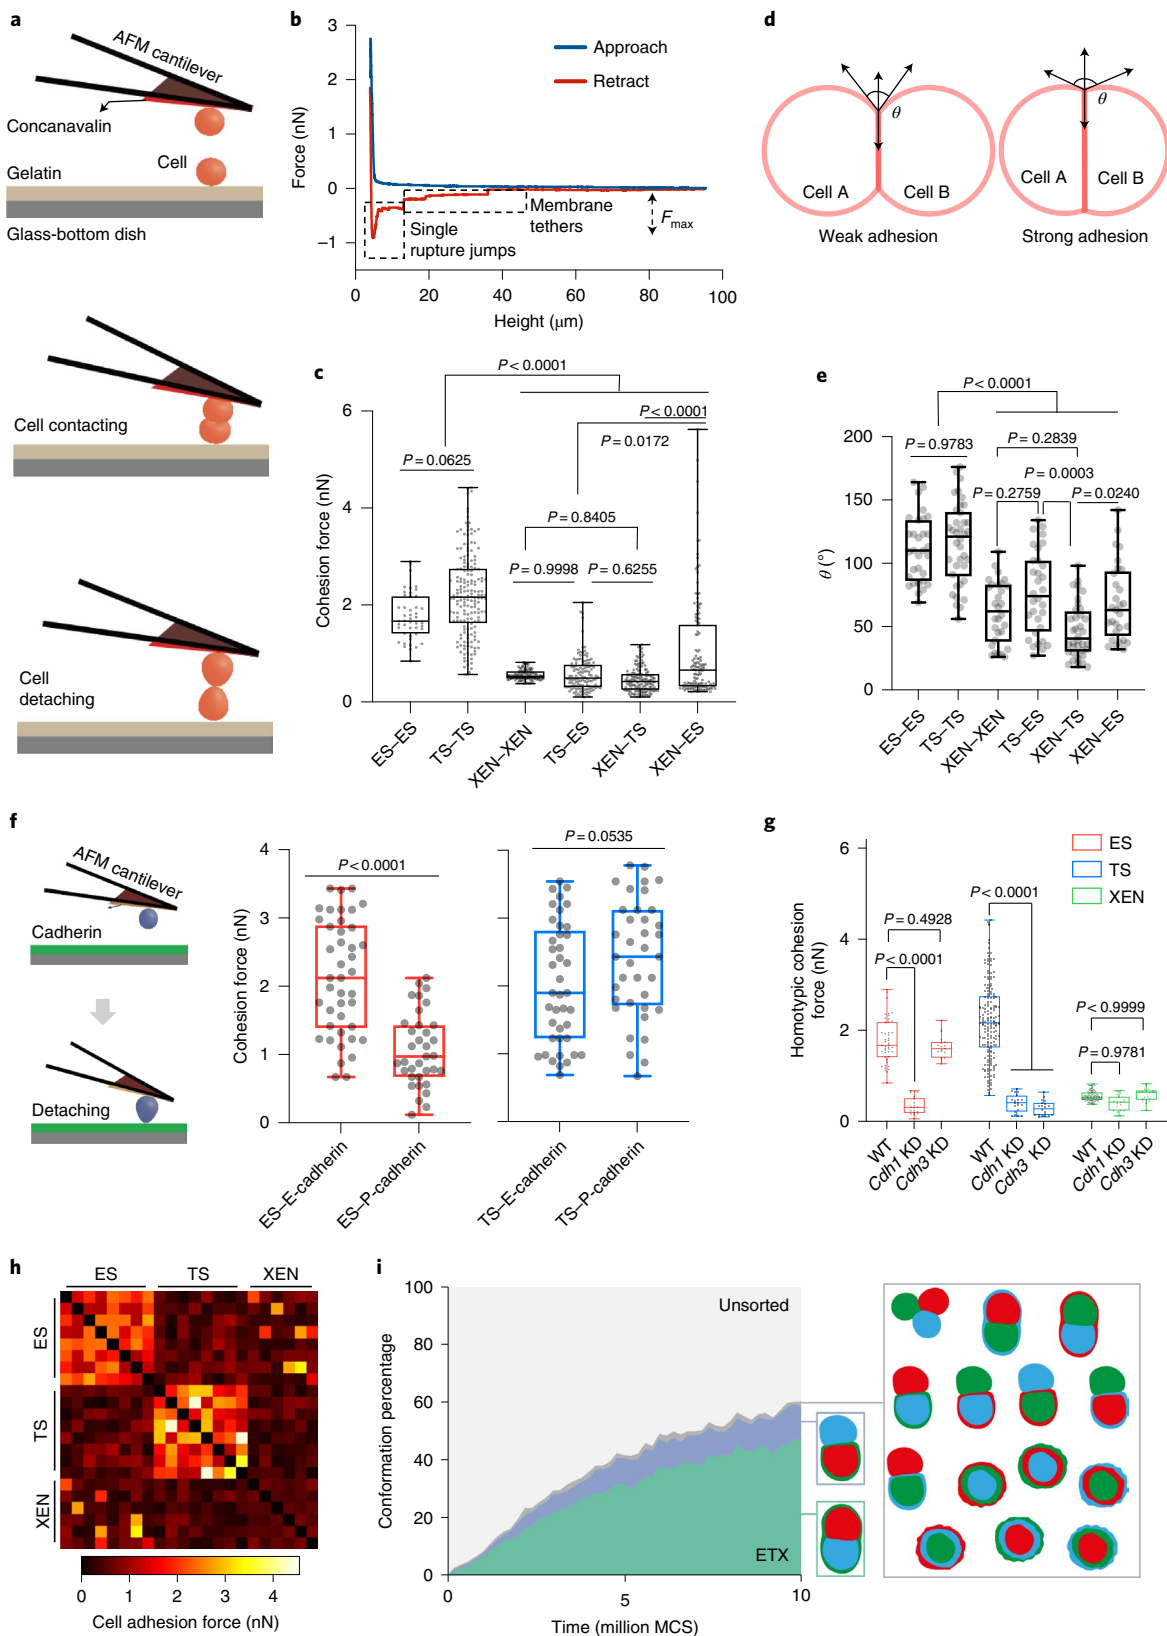 a
AFM cantilever
Concanavalin
Cell
Gelatin
Glass-bottom dish
Cell contacting
Cell
detaching
b
Force (nN)
3
2
1
0
–1
Approach
Retract
Single
rupture jumps
Membrane
tethers
Fmax
0
20
40
60
80
100
Height (μm)
c
P < 0.0001
P < 0.0001
P = 0.0172
P = 0.0625
P = 0.8405
P = 0.9998
P = 0.6255
Cohesion force (nN)
6
4
2
0
ES–ES
TS–TS
XEN–XEN
TS–ES
XEN–TS
XEN–ES
d
θ
θ
Cell A
Cell B
Cell A
Cell B
Weak adhesion
Strong adhesion
e
P < 0.0001
P = 0.9783
P = 0.2839
P = 0.0003
P = 0.2759
P = 0.0240
θ (°)
200
150
100
50
0
ES–ES
TS–TS
XEN–XEN
TS–ES
XEN–TS
XEN–ES
f
AFM cantilever
Cadherin
Detaching
Cohesion force (nN)
4
3
2
1
0
P < 0.0001
P = 0.0535
ES–E-cadherin
ES–P-cadherin
TS–E-cadherin
TS–P-cadherin
g
ES
TS
XEN
Homotypic cohesion
force (nN)
6
4
2
0
P < 0.0001
P = 0.4928
P < 0.0001
P < 0.9999
P = 0.9781
WT
Cdh1 KD
Cdh3 KD
WT
Cdh1 KD
Cdh3 KD
WT
Cdh1 KD
Cdh3 KD
h
ES
TS
XEN
ES
TS
XEN
0
1
2
3
4
Cell adhesion force (nN)
i
Conformation percentage
100
80
60
40
20
0
Unsorted
ETX
0
5
10
Time (million MCS)